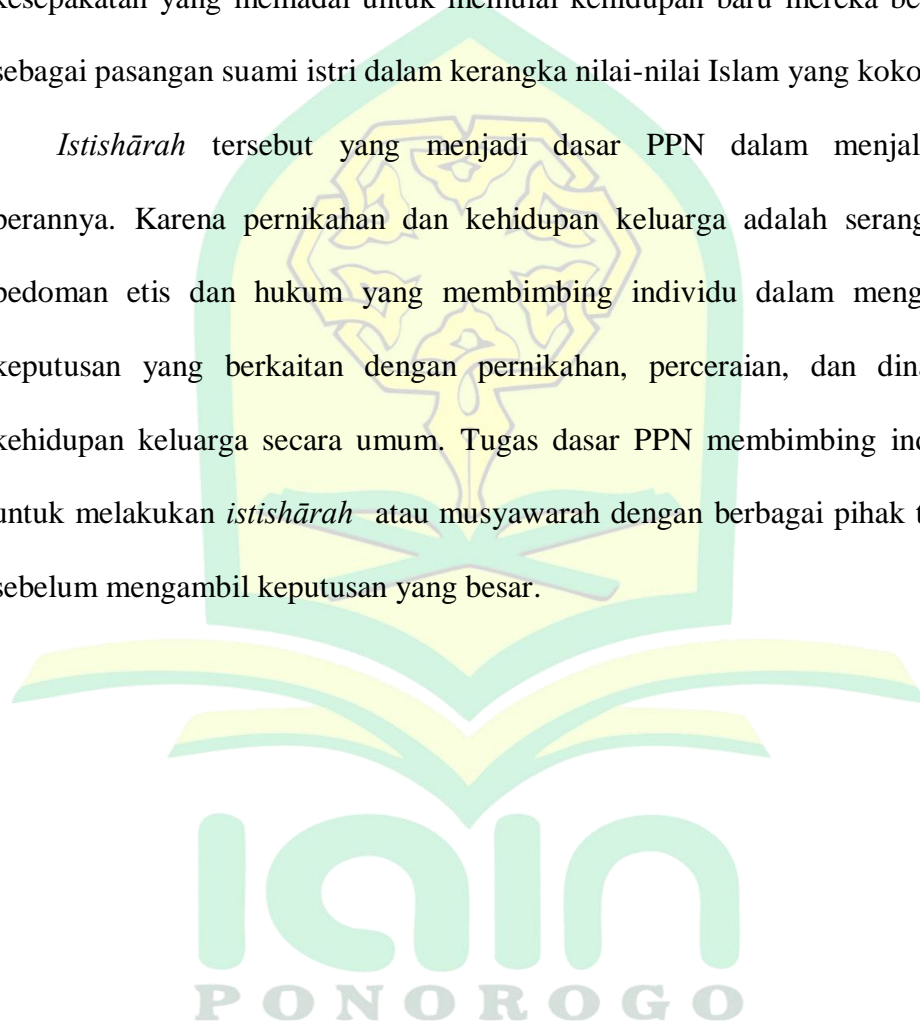 kesepakatan yang memadai untuk memulai kehidupan baru mereka be
sebagai pasangan suami istri dalam kerangka nilai-nilai Islam yang koko
Istishārah tersebut yang menjadi dasar PPN dalam menjal
perannya. Karena pernikahan dan kehidupan keluarga adalah serang
pedoman etis dan hukum yang membimbing individu dalam meng
keputusan yang berkaitan dengan pernikahan, perceraian, dan dina
kehidupan keluarga secara umum. Tugas dasar PPN membimbing ind
untuk melakukan istishārah atau musyawarah dengan berbagai pihak t
sebelum mengambil keputusan yang besar.
iain
PONOROGO